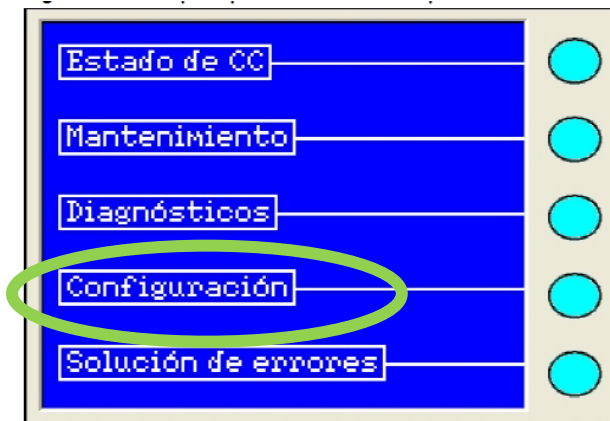 Estado de CC
Mantenimiento
Diagnósticos
Configuración
Solución de errores